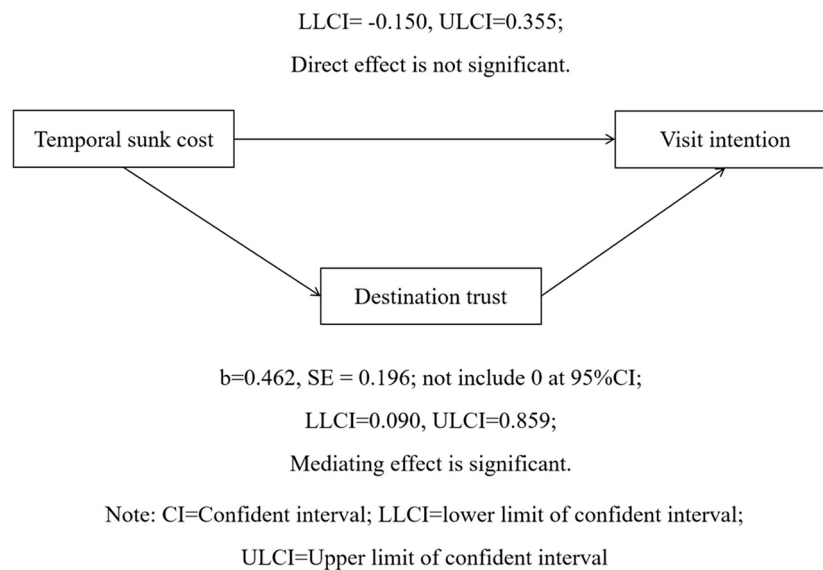 LLCI= -0.150, ULCI=0.355;
Direct effect is not significant.
Temporal sunk cost
Visit intention
Destination trust
b=0.462, SE = 0.196; not include 0 at 95%CI;
LLCI=0.090, ULCI=0.859;
Mediating effect is significant.
Note: CI=Confident interval; LLCI=lower limit of confident interval;
ULCI=Upper limit of confident interval